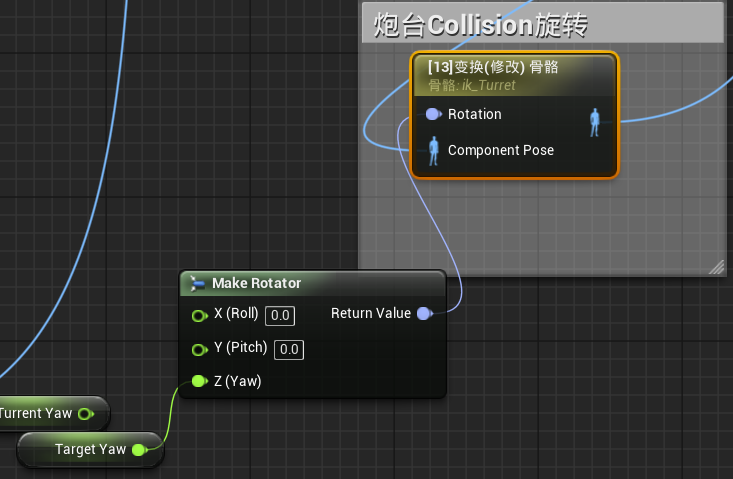 炮台Collision旋转
[13]变换(修改) 骨骼
骨骼: ik_Turret
Rotation
Component Pose
Make Rotator
X (Roll) 0.0
Return Value
Y (Pitch) 0.0
Z (Yaw)
Turrent Yaw
Target Yaw